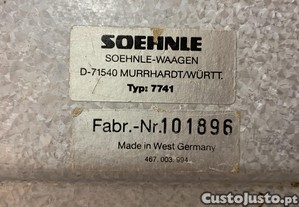 SOEHNLE
SOEHNLE-WAAGEN
D-71540 MURRHARDT/WÜRTT.
Typ: 7741
Fabr.-Nr.101896
Made in West Germany
467. 003. 994
CustoJusto.pt